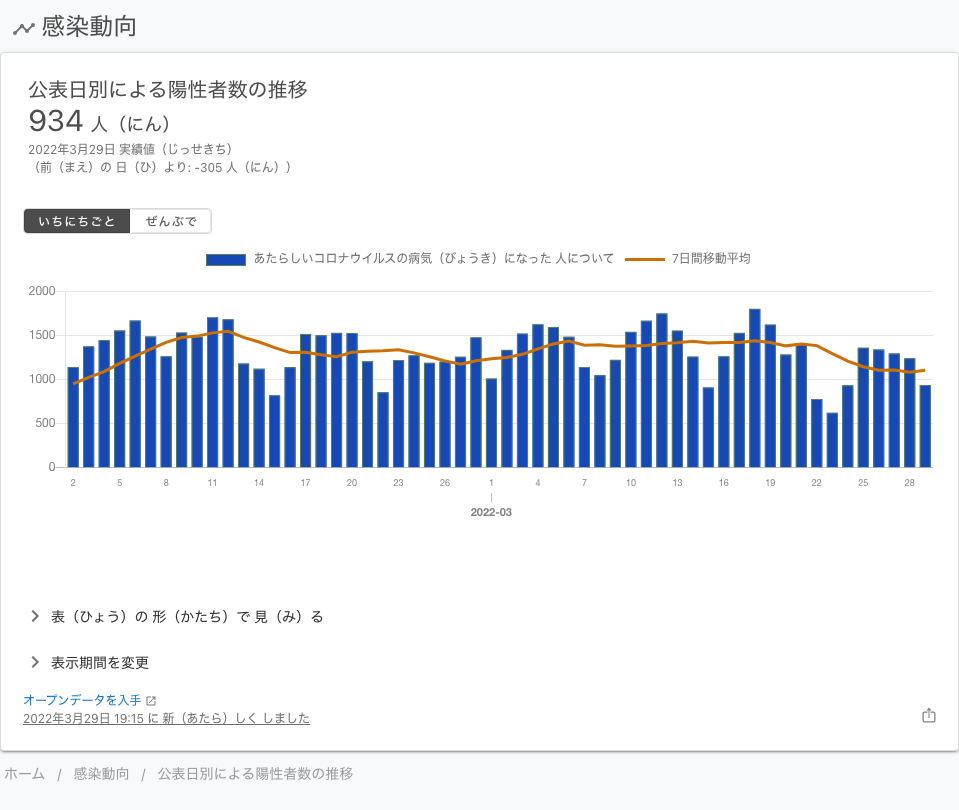 感染動向
公表日別による陽性者数の推移
934 人（にん）
2022年3月29日 実績値（じっせきち）
（前（まえ）の 日（ひ）より: -305 人（にん））
いちにちごと ぜんぶで
あたらしいコロナウイルスの病気（びょうき）になった 人について 7日間移動平均
2000
1500
1000
500
0
2 5 8 11 14 17 20 23 26 1 4 7 10 13 16 19 22 25 28
2022-03
表（ひょう）の 形（かたち）で 見（み）る
表示期間を変更
オープンデータを入手
2022年3月29日 19:15 に 新（あたら）しく しました
ホーム / 感染動向 / 公表日別による陽性者数の推移